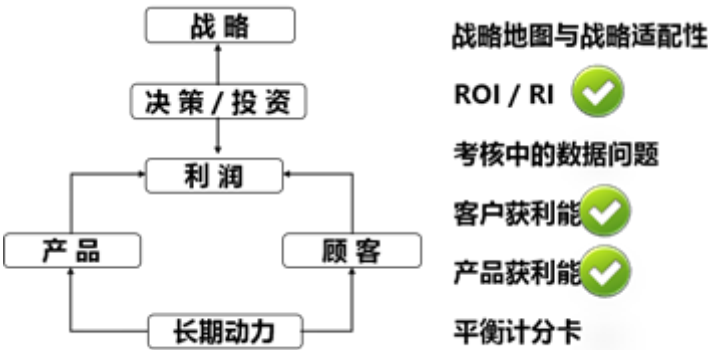 战略
决策/投资
利润
产品
顾客
长期动力
战略地图与战略适配性
ROI / RI
考核中的数据问题
客户获利能
产品获利能
平衡计分卡